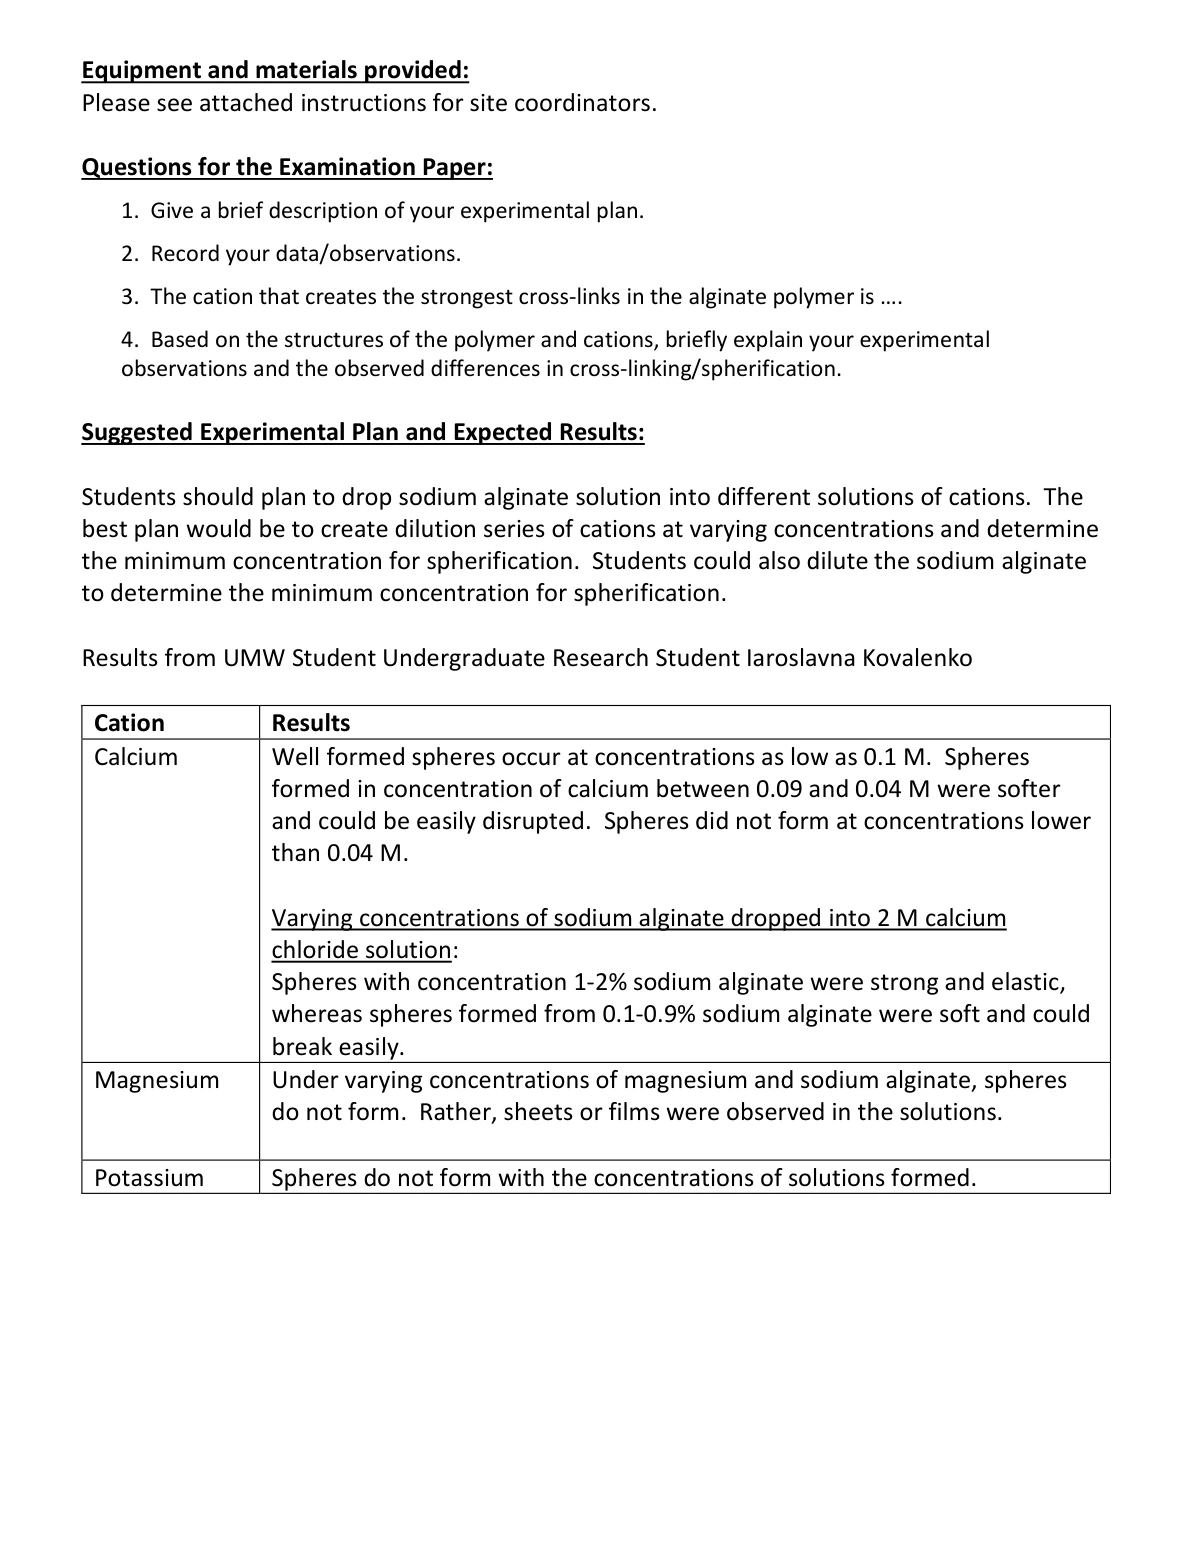 Equipment and materials provided:
Please see attached instructions for site coordinators.
Questions for the Examination Paper:
1. Give a brief description of your experimental plan.
2. Record your data/observations.
3. The cation that creates the strongest cross-links in the alginate polymer is ….
4. Based on the structures of the polymer and cations, briefly explain your experimental
observations and the observed differences in cross-linking/spherification.
Suggested Experimental Plan and Expected Results:
Students should plan to drop sodium alginate solution into different solutions of cations. The
best plan would be to create dilution series of cations at varying concentrations and determine
the minimum concentration for spherification. Students could also dilute the sodium alginate
to determine the minimum concentration for spherification.
Results from UMW Student Undergraduate Research Student Iaroslavna Kovalenko
Cation Results
Calcium Well formed spheres occur at concentrations as low as 0.1 M. Spheres
formed in concentration of calcium between 0.09 and 0.04 M were softer
and could be easily disrupted. Spheres did not form at concentrations lower
than 0.04 M.
Varying concentrations of sodium alginate dropped into 2 M calcium
chloride solution:
Spheres with concentration 1-2% sodium alginate were strong and elastic,
whereas spheres formed from 0.1-0.9% sodium alginate were soft and could
break easily.
Magnesium Under varying concentrations of magnesium and sodium alginate, spheres
do not form. Rather, sheets or films were observed in the solutions.
Potassium Spheres do not form with the concentrations of solutions formed.